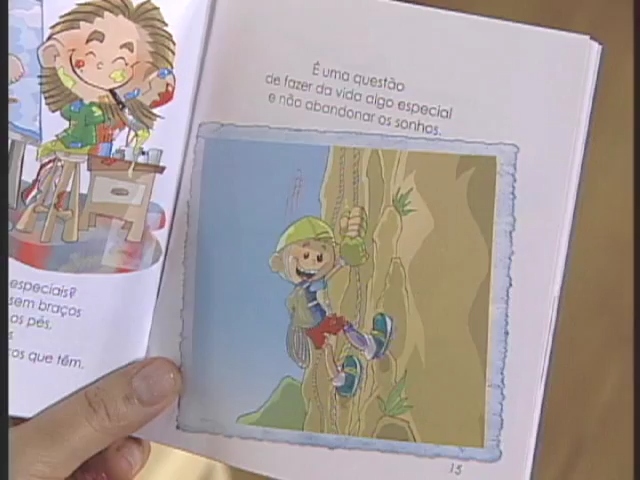 especiais?
sem braços
os pés.
que têm.
É uma questão
de fazer da vida algo especial
e não abandonar os sonhos.
15